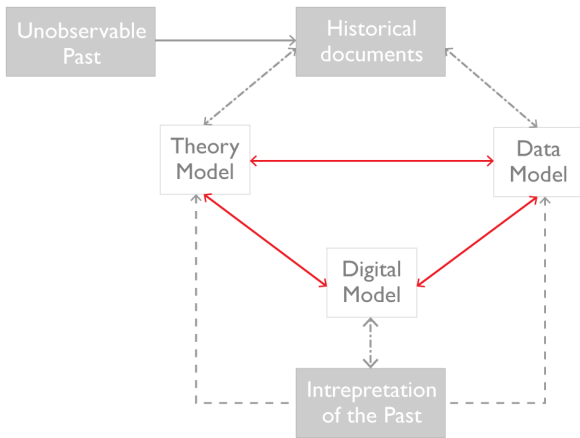 Unobservable
Past
Historical
documents
Theory
Model
Data
Model
Digital
Model
Intrepretation
of the Past